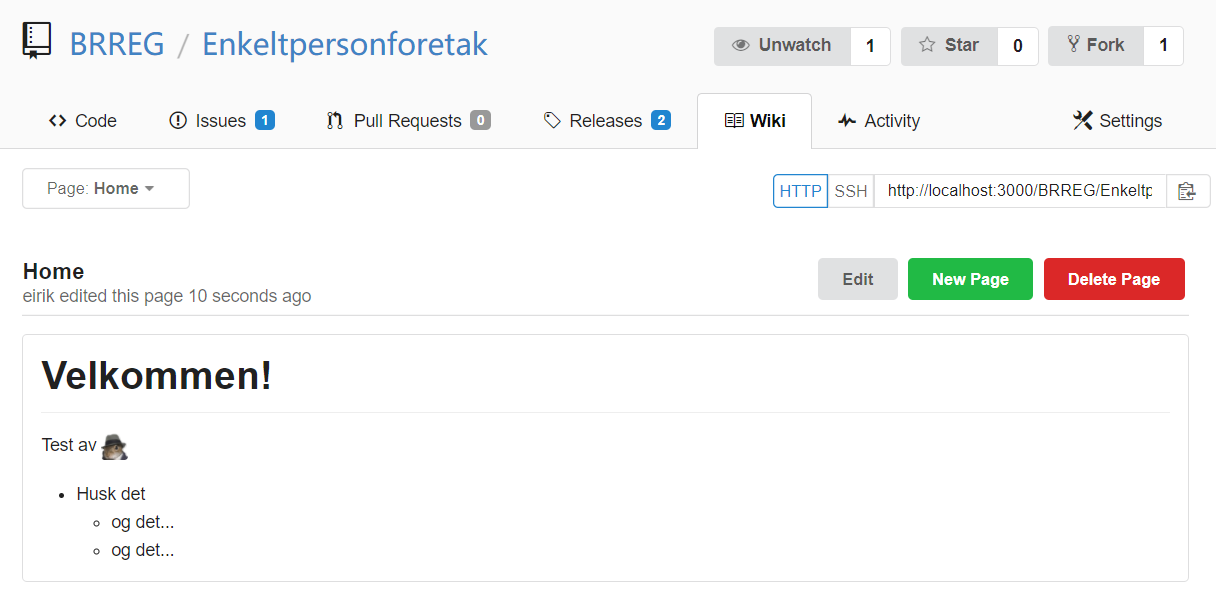 BRREG / Enkeltpersonforetak
Unwatch 1 Star 0 Fork 1
Code Issues 1 Pull Requests 0 Releases 2 Wiki Activity Settings
Page: Home
HTTP SSH http://localhost:3000/BRREG/Enkeltp
Home
eirik edited this page 10 seconds ago
Edit New Page Delete Page
Velkommen!
Test av
Husk det
og det...
og det...